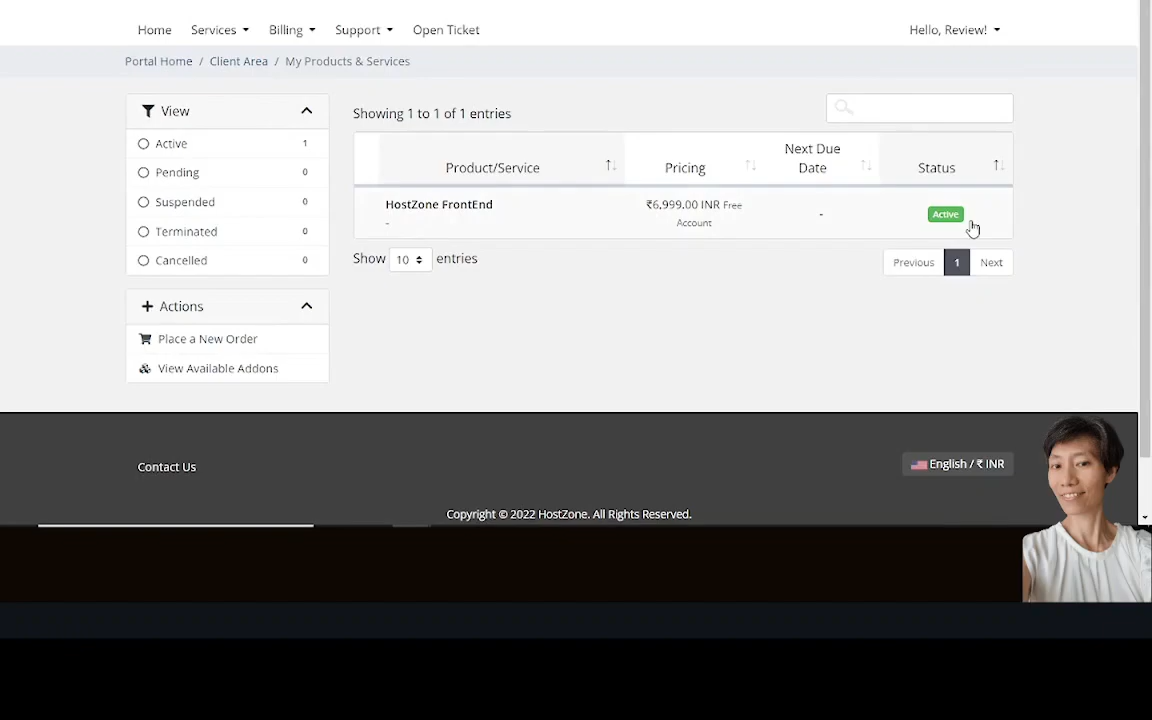 Home Services Billing Support Open Ticket Hello, Review!
Portal Home / Client Area / My Products & Services
View
Active 1
Pending 0
Suspended 0
Terminated 0
Cancelled 0
Actions
Place a New Order
View Available Addons
Showing 1 to 1 of 1 entries
Product/Service Pricing Next Due Date Status
HostZone FrontEnd ₹6,999.00 INR Free - Active
- Account
Show 10 entries
Previous 1 Next
Contact Us
English / ₹ INR
Copyright © 2022 HostZone. All Rights Reserved.